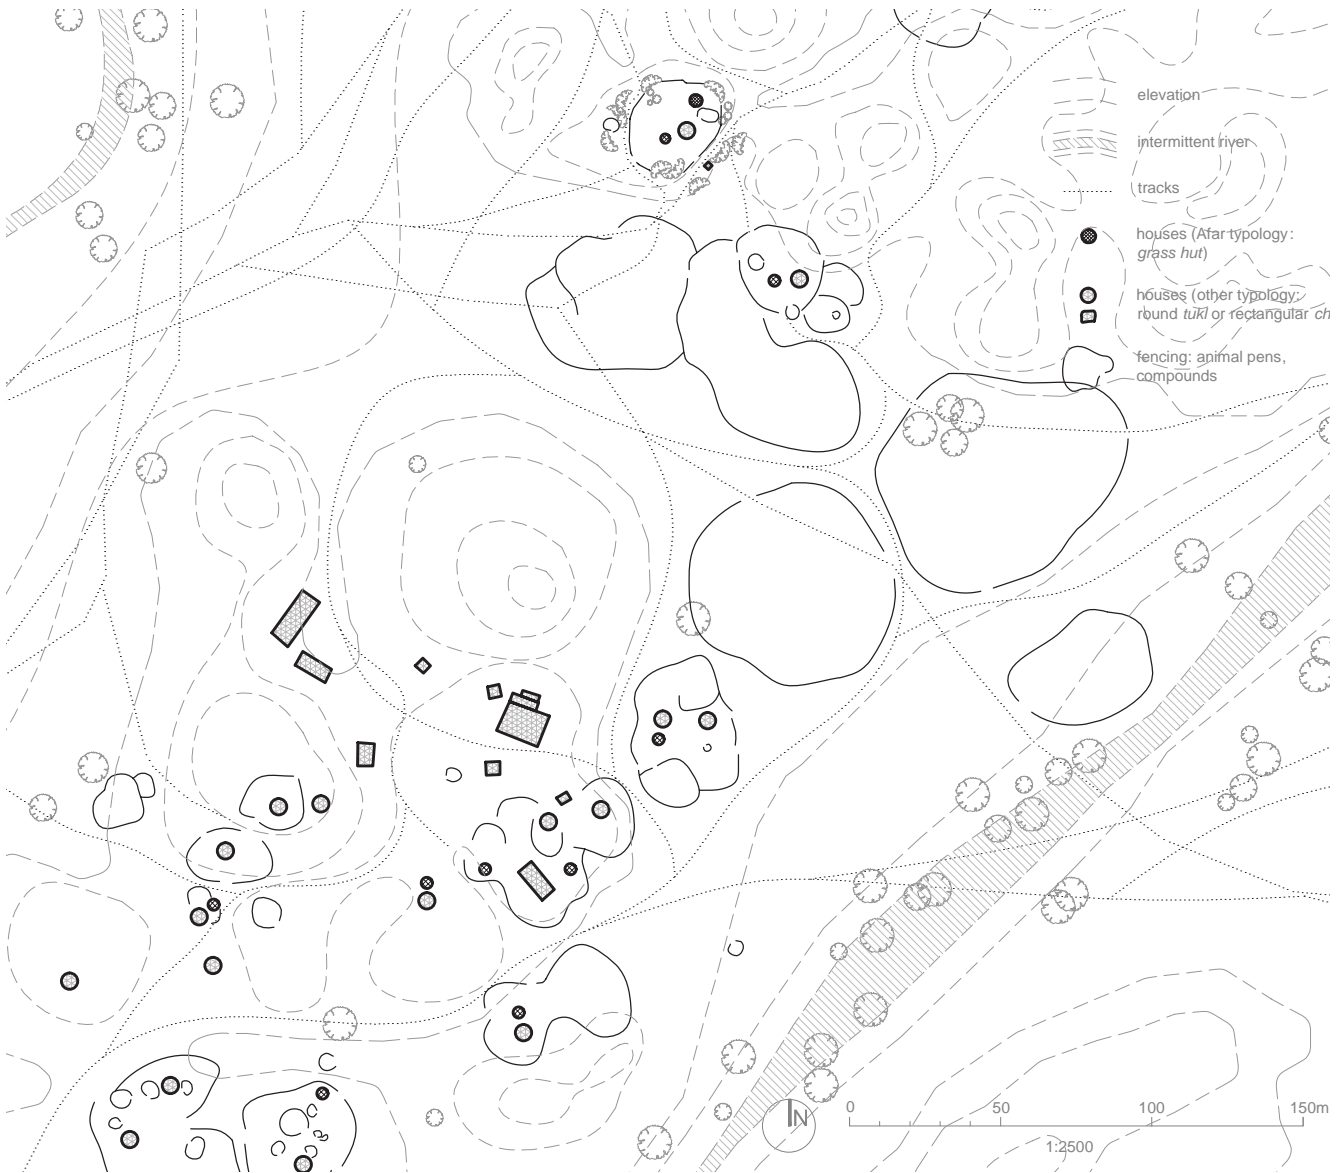 elevation
intermittent river
tracks
houses (Afar typology:
grass hut)
houses (other typology:
round tukl or rectangular ch
fencing: animal pens,
compounds
N
0 50 100 150m
1:2500